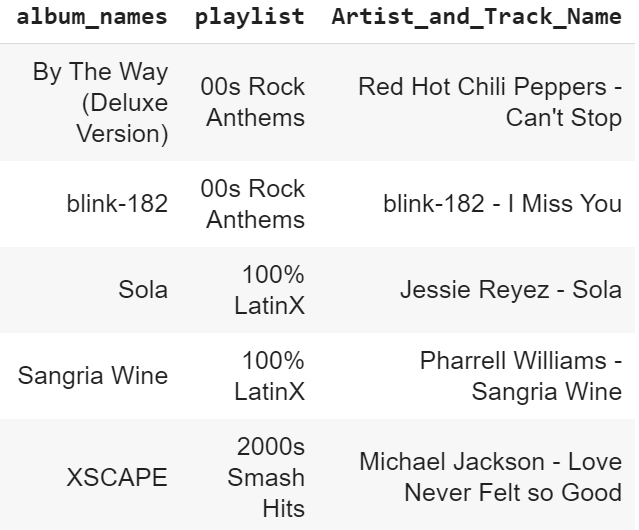 album_names playlist Artist_and_Track_Name
By The Way
(Deluxe
Version)
00s Rock
Anthems
Red Hot Chili Peppers -
Can't Stop
blink-182
00s Rock
Anthems
blink-182 - I Miss You
Sola
100%
LatinX
Jessie Reyez - Sola
Sangria Wine
100%
LatinX
Pharrell Williams -
Sangria Wine
XSCAPE
2000s
Smash
Hits
Michael Jackson - Love
Never Felt so Good